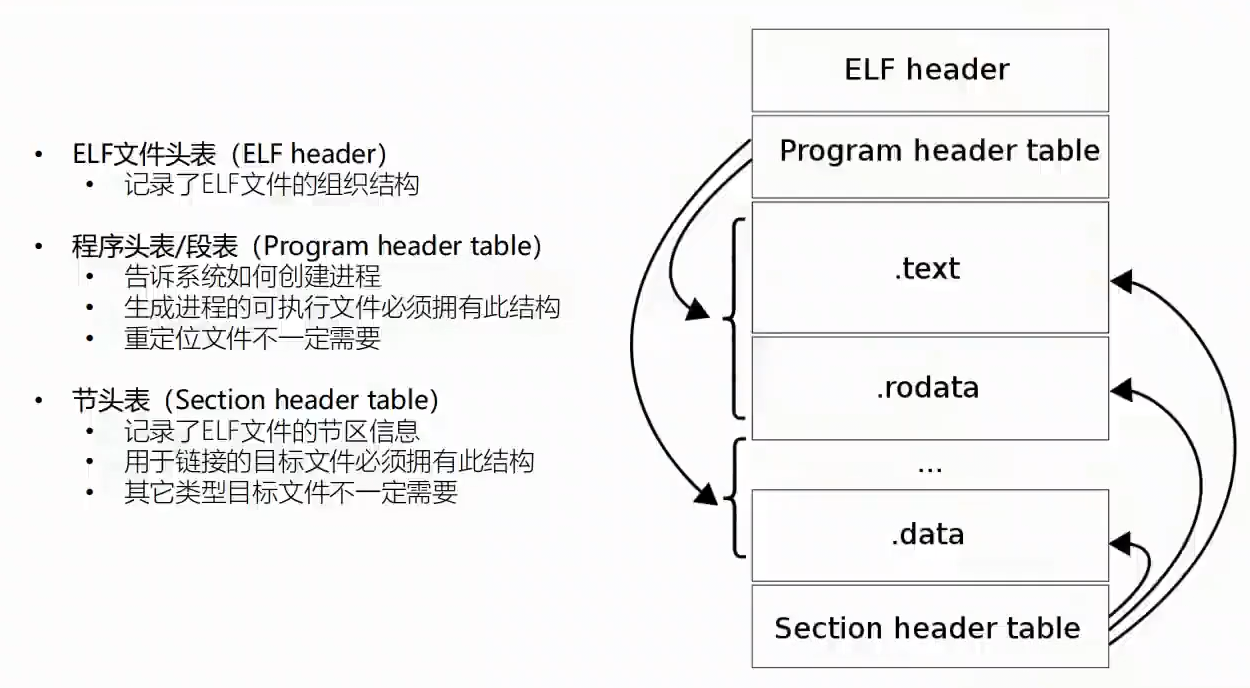 • ELF文件头表（ELF header）
• 记录了ELF文件的组织结构
• 程序头表/段表（Program header table）
• 告诉系统如何创建进程
• 生成进程的可执行文件必须拥有此结构
• 重定位文件不一定需要
• 节头表（Section header table）
• 记录了ELF文件的节区信息
• 用于链接的目标文件必须拥有此结构
• 其它类型目标文件不一定需要
ELF header
Program header table
.text
.rodata
...
.data
Section header table